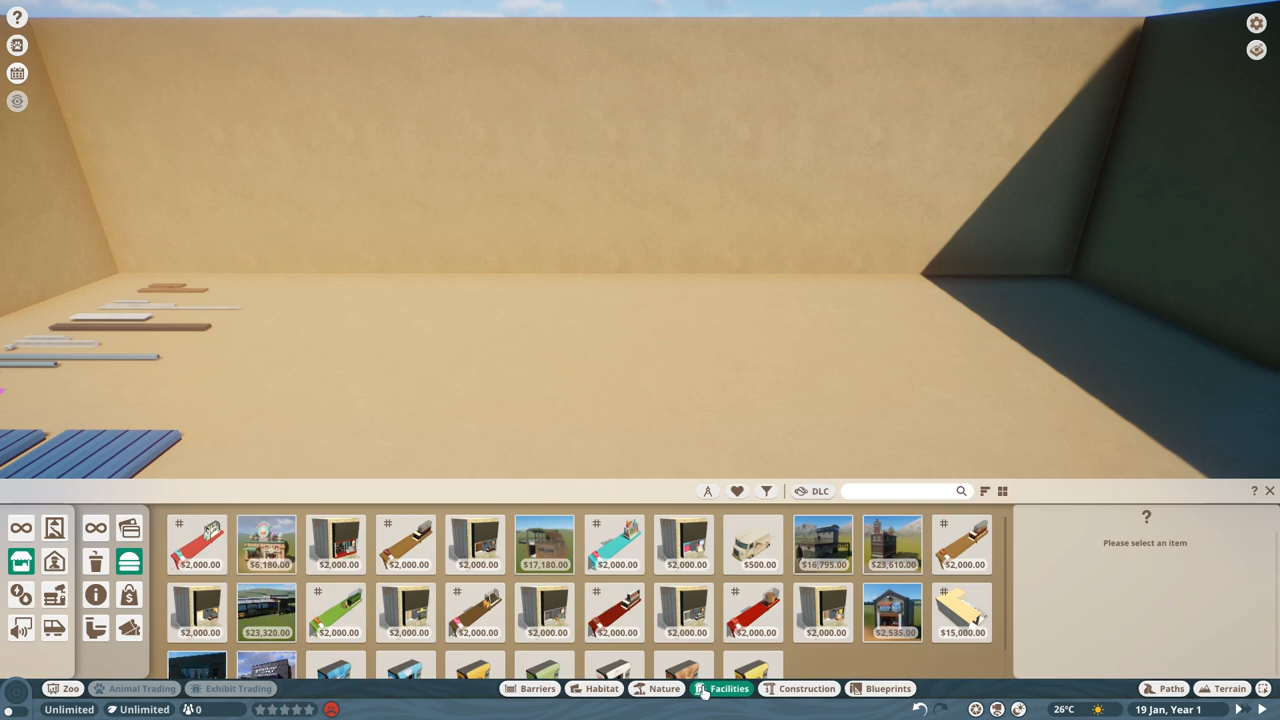 ?
DLC
? ×
$2,000.00 $6,180.00 $2,000.00 $2,000.00 $2,000.00 $17,180.00 $2,000.00 $2,000.00 $500.00 $16,795.00 $23,610.00 $2,000.00
$2,000.00 $23,320.00 $2,000.00 $2,000.00 $2,000.00 $2,000.00 $2,000.00 $2,000.00 $2,000.00 $2,000.00 $2,535.00 $15,000.00
?
Please select an item
Zoo Animal Trading Exhibit Trading Barriers Habitat Nature Facilities Construction Blueprints Paths Terrain
Unlimited Unlimited 0 26°C 19 Jan, Year 1